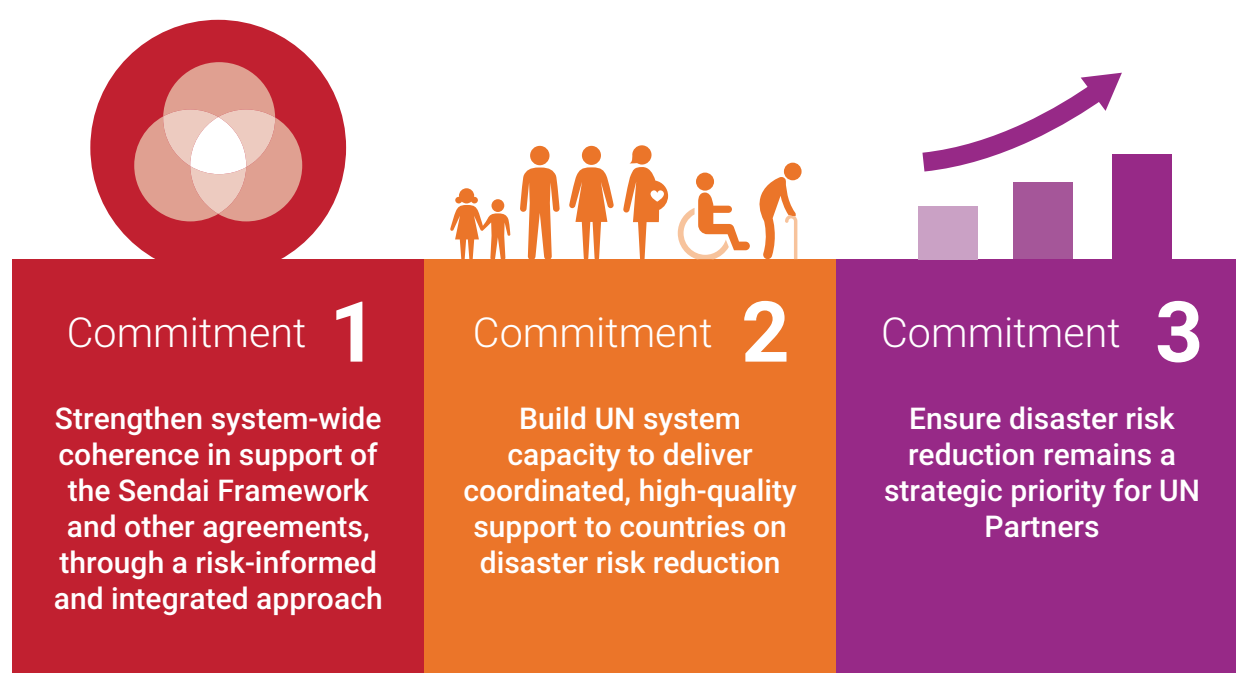 Commitment 1
Strengthen system-wide
coherence in support of
the Sendai Framework
and other agreements,
through a risk-informed
and integrated approach
Commitment 2
Build UN system
capacity to deliver
coordinated, high-quality
support to countries on
disaster risk reduction
Commitment 3
Ensure disaster risk
reduction remains a
strategic priority for UN
Partners